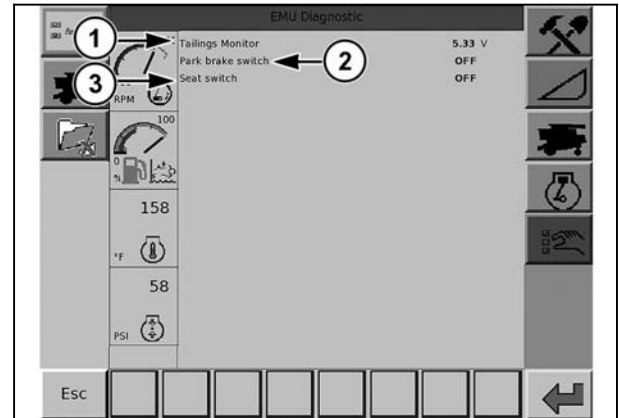 EMU Diagnostic
1
Tailings Monitor 5.33 V
Park brake switch 2 OFF
3 Seat switch OFF
RPM
100
0
%
158
°F
58
PSI
Esc